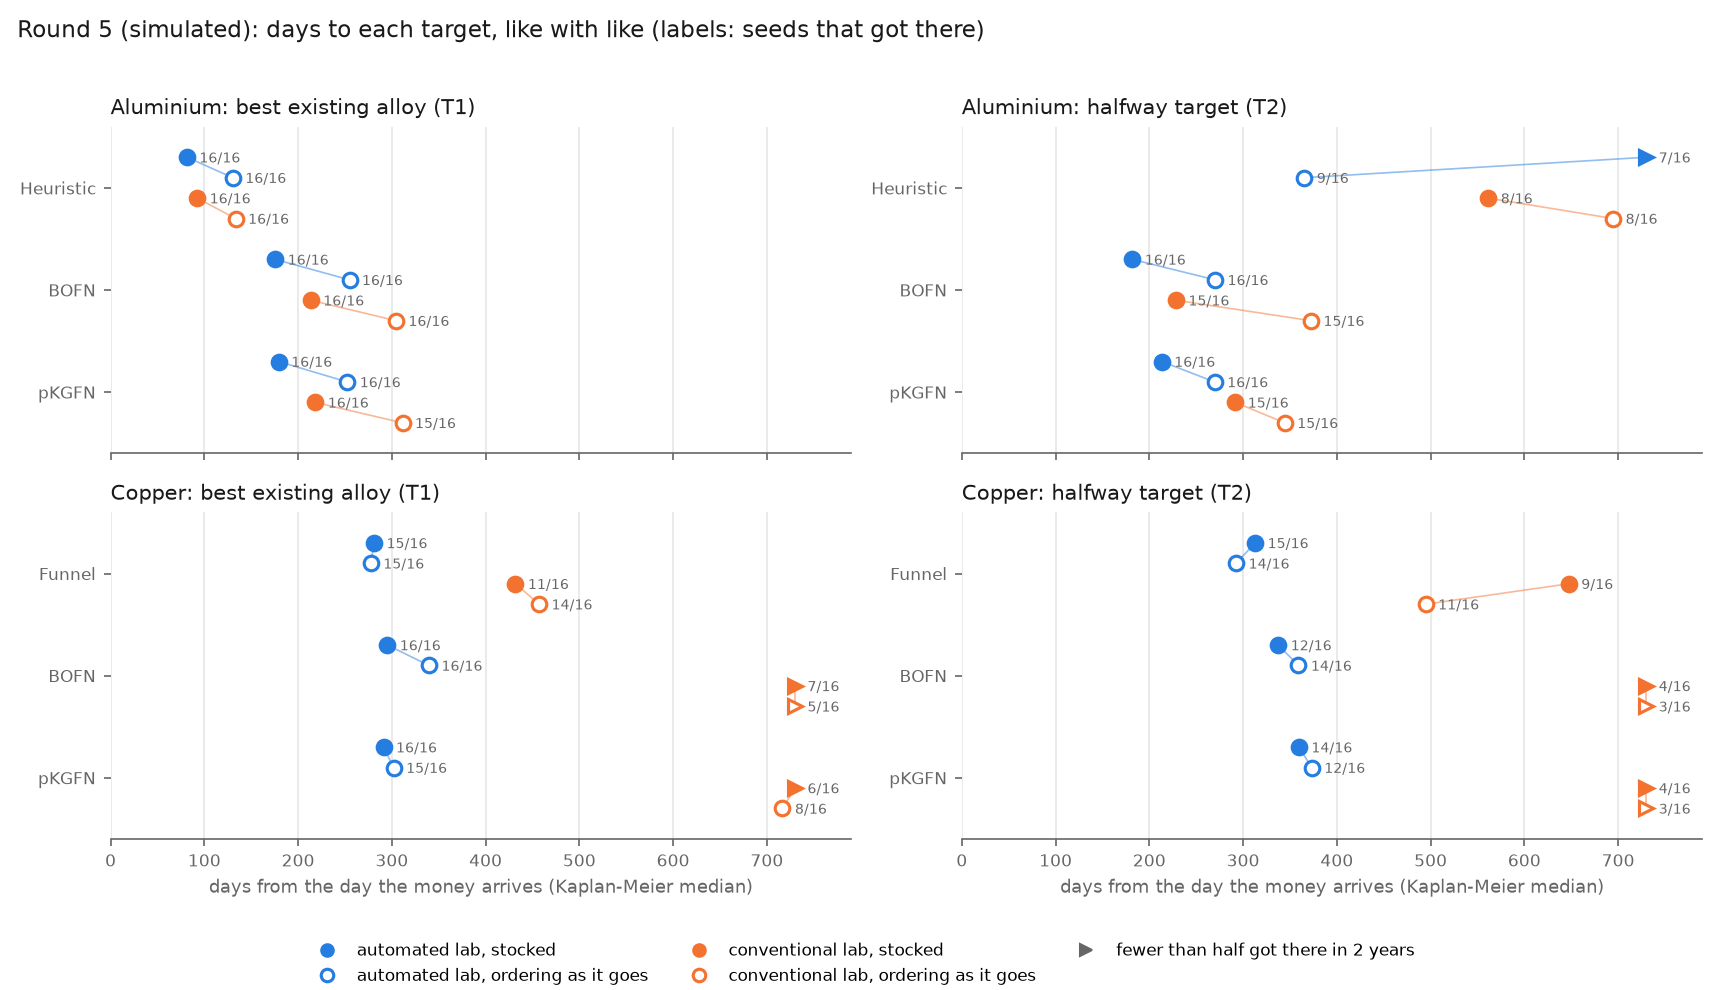 Round 5 (simulated): days to each target, like with like (labels: seeds that got there)
Aluminium: best existing alloy (T1)
Heuristic
16/16
16/16
16/16
16/16
BOFN
16/16
16/16
16/16
16/16
pKGFN
16/16
16/16
16/16
15/16
Aluminium: halfway target (T2)
Heuristic
7/16
9/16
8/16
8/16
BOFN
16/16
16/16
15/16
15/16
pKGFN
16/16
16/16
15/16
15/16
Copper: best existing alloy (T1)
Funnel
15/16
15/16
11/16
14/16
BOFN
16/16
16/16
7/16
5/16
pKGFN
16/16
15/16
6/16
8/16
0 100 200 300 400 500 600 700
days from the day the money arrives (Kaplan-Meier median)
Copper: halfway target (T2)
Funnel
15/16
14/16
9/16
11/16
BOFN
12/16
14/16
4/16
3/16
pKGFN
14/16
12/16
4/16
3/16
0 100 200 300 400 500 600 700
days from the day the money arrives (Kaplan-Meier median)
automated lab, stocked
automated lab, ordering as it goes
conventional lab, stocked
conventional lab, ordering as it goes
fewer than half got there in 2 years